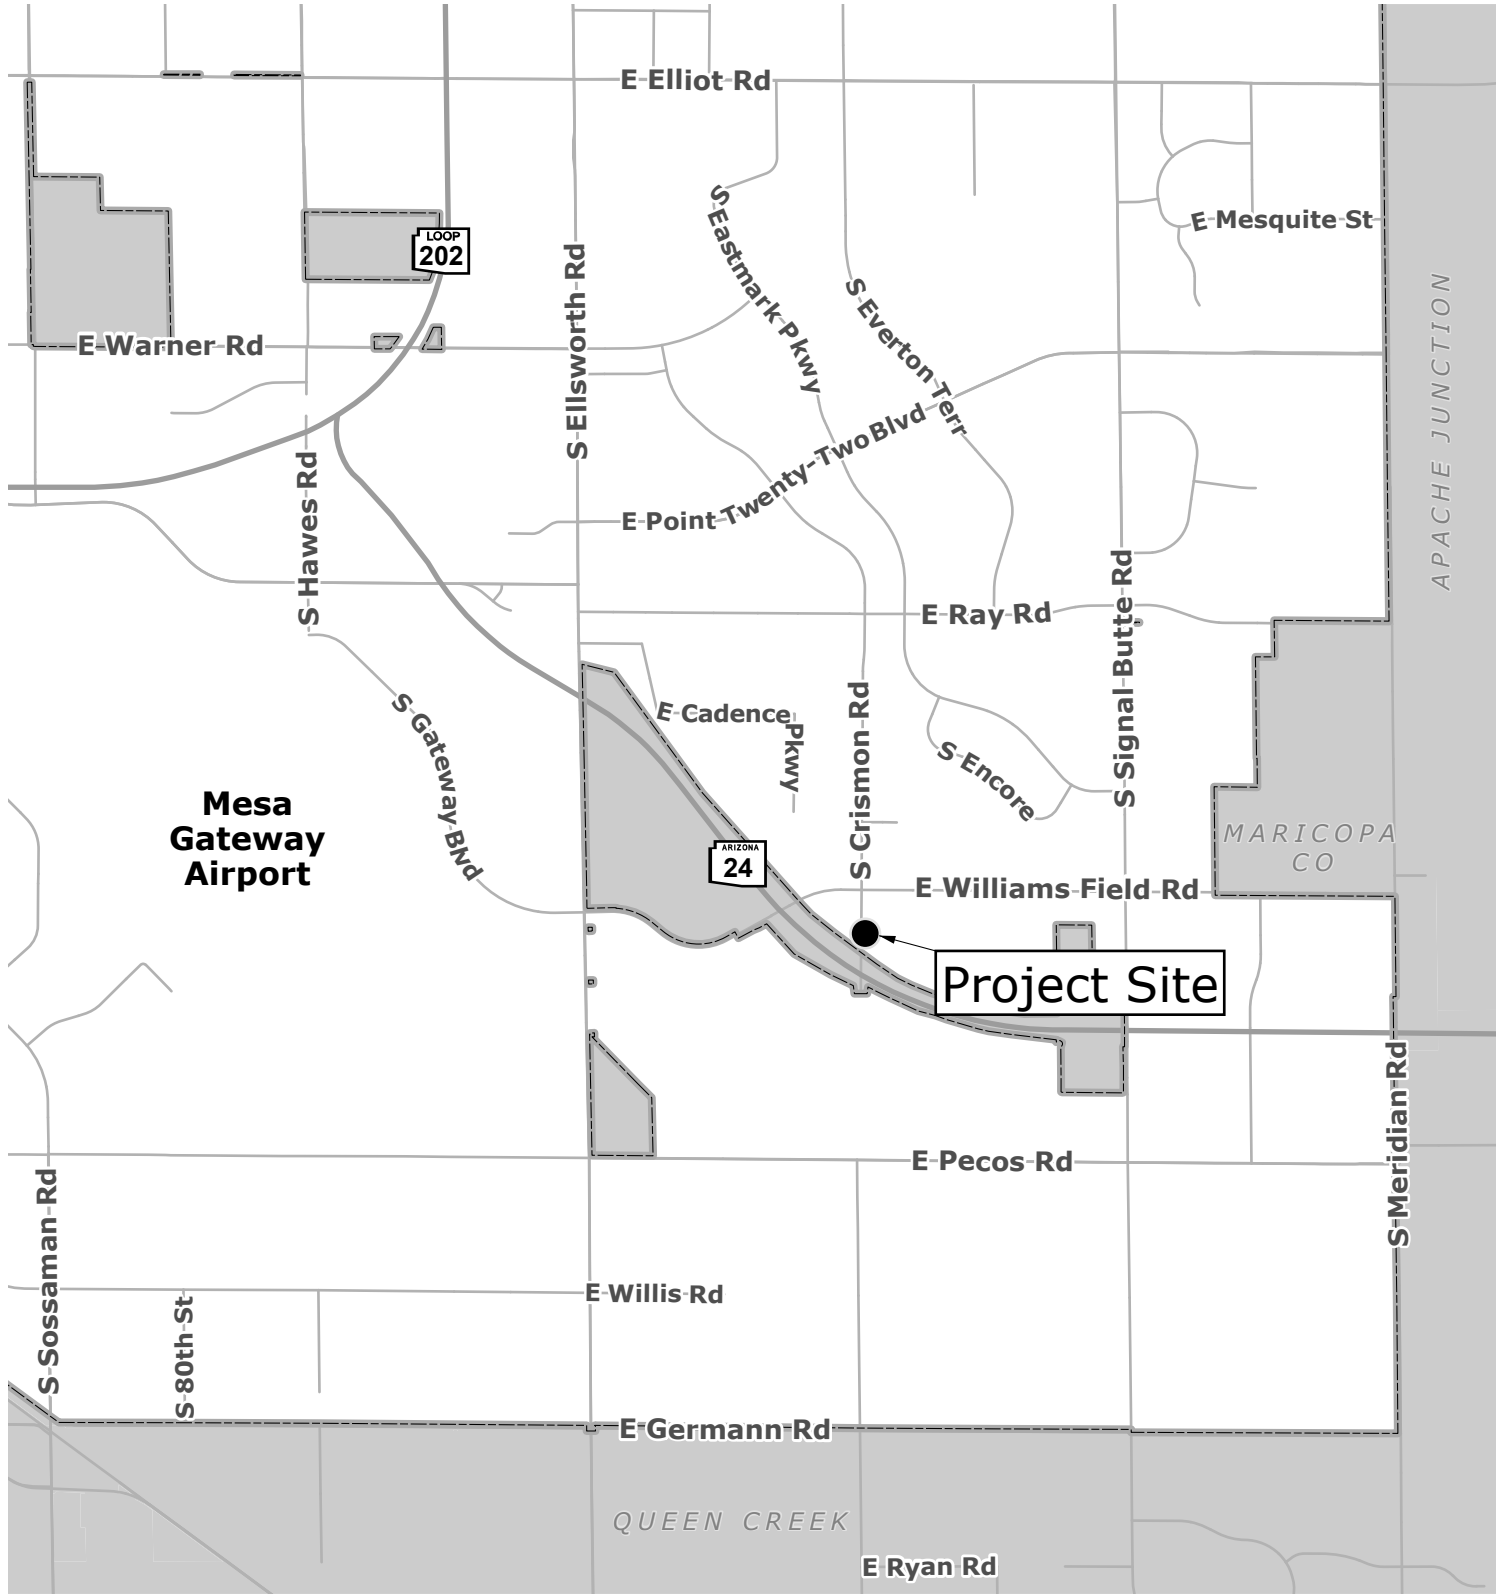 E Elliot Rd
S Eastmark Pkwy
E Mesquite St
LOOP
202
S Ellsworth Rd
S Everton Terr
APACHE JUNCTION
E Warner Rd
E Point Twenty-Two Blvd
S Hawes Rd
S Signal Butte Rd
E Ray Rd
S Gateway Blvd
E Cadence Pkwy
S Crismon Rd
S Encore
Mesa
Gateway
Airport
MARICOPA
CO
ARIZONA
24
E Williams Field Rd
Project Site
S Meridian Rd
E Pecos Rd
S Sossaman Rd
E Willis Rd
S 80th St
E Germann Rd
QUEEN CREEK
E Ryan Rd